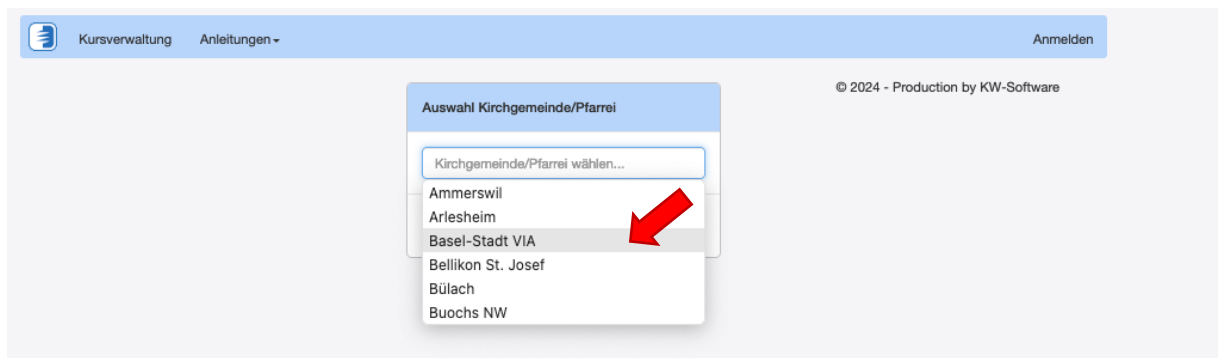 Kursverwaltung Anleitungen Anmelden
© 2024 - Production by KW-Software
Auswahl Kirchgemeinde/Pfarrei
Kirchgemeinde/Pfarrei wählen...
Ammerswil
Arlesheim
Basel-Stadt VIA
Bellikon St. Josef
Bülach
Buochs NW